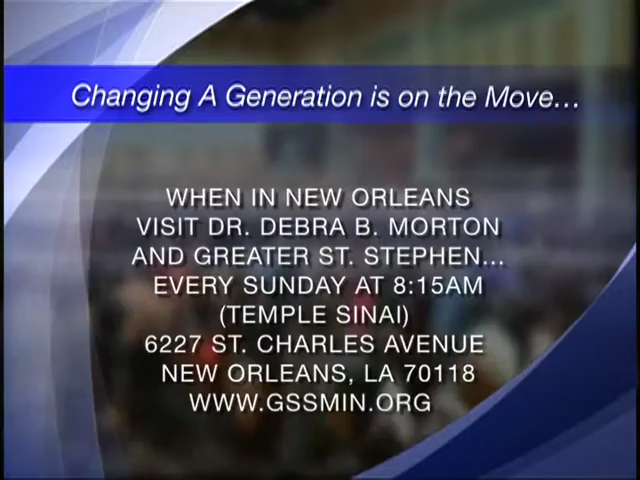 Changing A Generation is on the Move...
WHEN IN NEW ORLEANS
VISIT DR. DEBRA B. MORTON
AND GREATER ST. STEPHEN...
EVERY SUNDAY AT 8:15AM
(TEMPLE SINAI)
6227 ST. CHARLES AVENUE
NEW ORLEANS, LA 70118
WWW.GSSMIN.ORG